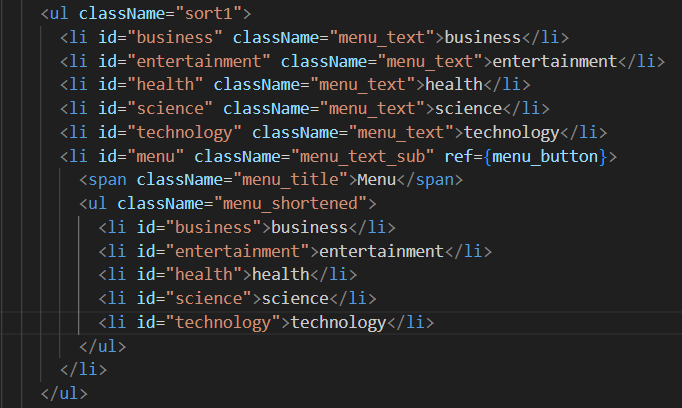 <ul className="sort1">
<li id="business" className="menu_text">business</li>
<li id="entertainment" className="menu_text">entertainment</li>
<li id="health" className="menu_text">health</li>
<li id="science" className="menu_text">science</li>
<li id="technology" className="menu_text">technology</li>
<li id="menu" className="menu_text_sub" ref={menu_button}>
<span className="menu_title">Menu</span>
<ul className="menu_shortened">
<li id="business">business</li>
<li id="entertainment">entertainment</li>
<li id="health">health</li>
<li id="science">science</li>
<li id="technology">technology</li>
</ul>
</li>
</ul>